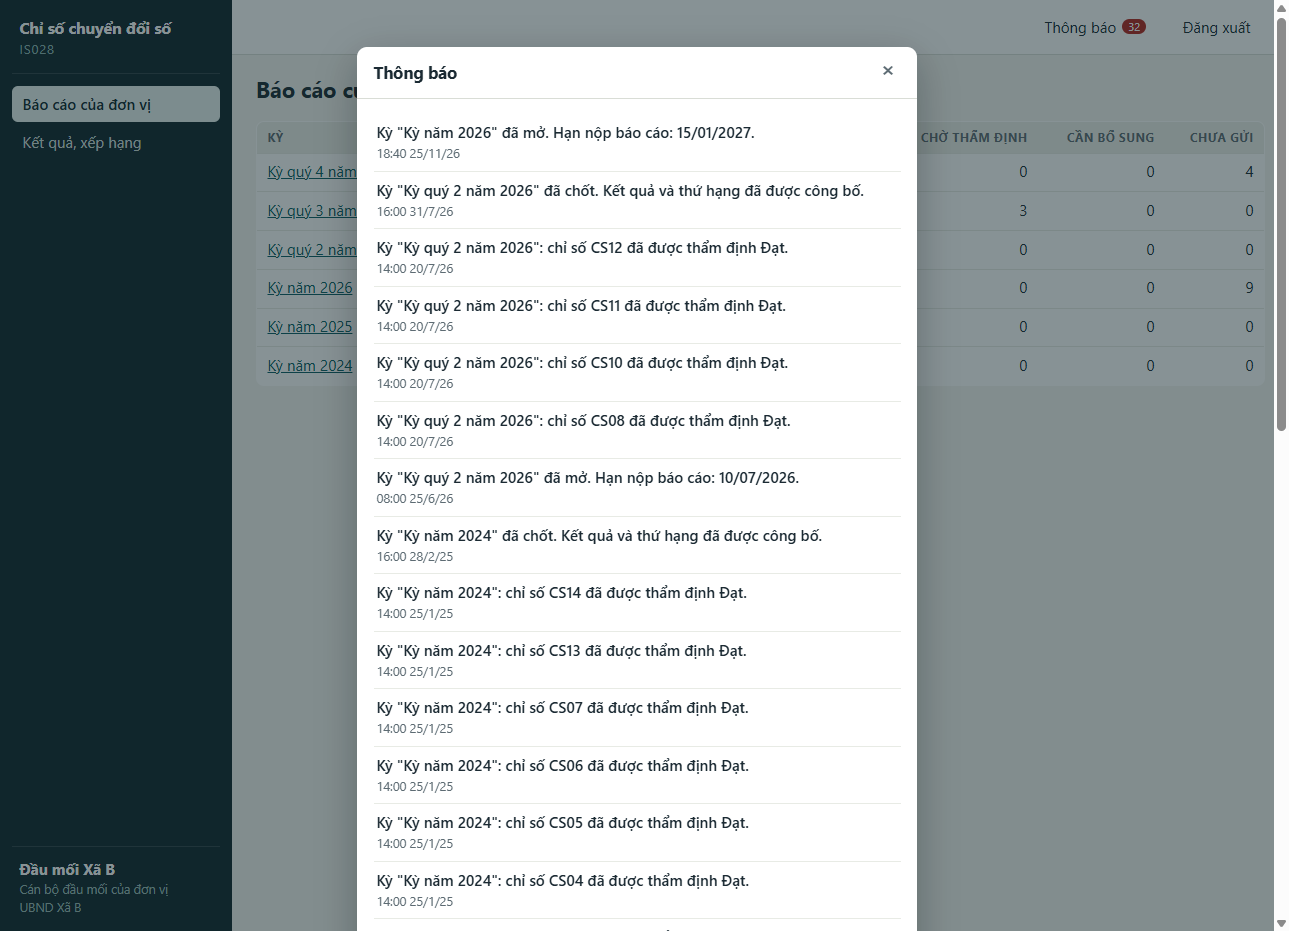 Chỉ số chuyển đổi số
IS028
Báo cáo của đơn vị
Kết quả, xếp hạng
Đầu mối Xã B
Cán bộ đầu mối của đơn vị
UBND Xã B
Thông báo 32
Đăng xuất
Báo cáo
KỲ CHỜ THẨM ĐỊNH CẦN BỔ SUNG CHƯA GỬI
Kỳ quý 4 năm 0 0 4
Kỳ quý 3 năm 3 0 0
Kỳ quý 2 năm 0 0 0
Kỳ năm 2026 0 0 9
Kỳ năm 2025 0 0 0
Kỳ năm 2024 0 0 0
Thông báo
×
Kỳ "Kỳ năm 2026" đã mở. Hạn nộp báo cáo: 15/01/2027.
18:40 25/11/26
Kỳ "Kỳ quý 2 năm 2026" đã chốt. Kết quả và thứ hạng đã được công bố.
16:00 31/7/26
Kỳ "Kỳ quý 2 năm 2026": chỉ số CS12 đã được thẩm định Đạt.
14:00 20/7/26
Kỳ "Kỳ quý 2 năm 2026": chỉ số CS11 đã được thẩm định Đạt.
14:00 20/7/26
Kỳ "Kỳ quý 2 năm 2026": chỉ số CS10 đã được thẩm định Đạt.
14:00 20/7/26
Kỳ "Kỳ quý 2 năm 2026": chỉ số CS08 đã được thẩm định Đạt.
14:00 20/7/26
Kỳ "Kỳ quý 2 năm 2026" đã mở. Hạn nộp báo cáo: 10/07/2026.
08:00 25/6/26
Kỳ "Kỳ năm 2024" đã chốt. Kết quả và thứ hạng đã được công bố.
16:00 28/2/25
Kỳ "Kỳ năm 2024": chỉ số CS14 đã được thẩm định Đạt.
14:00 25/1/25
Kỳ "Kỳ năm 2024": chỉ số CS13 đã được thẩm định Đạt.
14:00 25/1/25
Kỳ "Kỳ năm 2024": chỉ số CS07 đã được thẩm định Đạt.
14:00 25/1/25
Kỳ "Kỳ năm 2024": chỉ số CS06 đã được thẩm định Đạt.
14:00 25/1/25
Kỳ "Kỳ năm 2024": chỉ số CS05 đã được thẩm định Đạt.
14:00 25/1/25
Kỳ "Kỳ năm 2024": chỉ số CS04 đã được thẩm định Đạt.
14:00 25/1/25